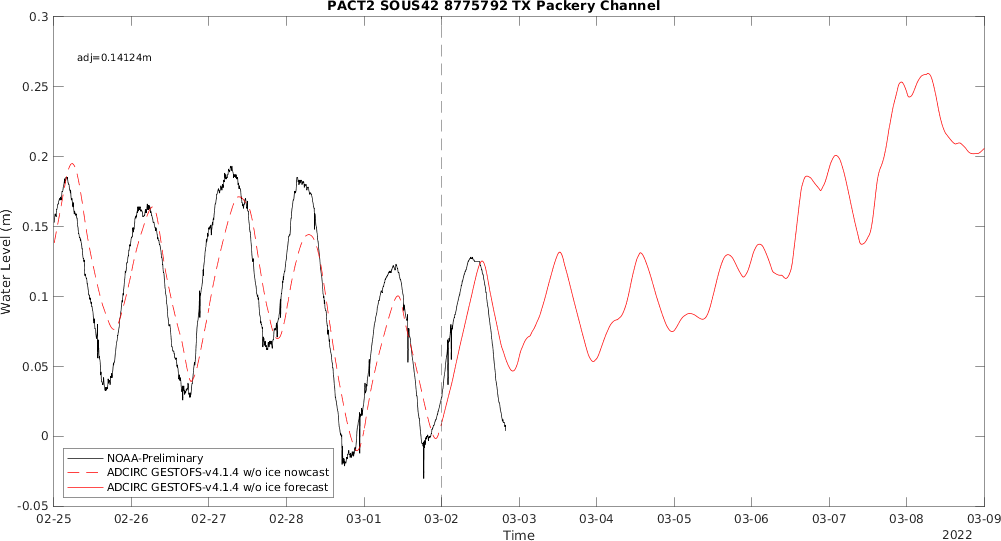 PACT2 SOUS42 8775792 TX Packery Channel
0.3
adj=0.14124m
0.25
0.2
0.15
0.1
0.05
0
-0.05
Water Level (m)
NOAA-Preliminary
ADCIRC GESTOFS-v4.1.4 w/o ice nowcast
ADCIRC GESTOFS-v4.1.4 w/o ice forecast
02-25 02-26 02-27 02-28 03-01 03-02 03-03 03-04 03-05 03-06 03-07 03-08 03-09
Time
2022